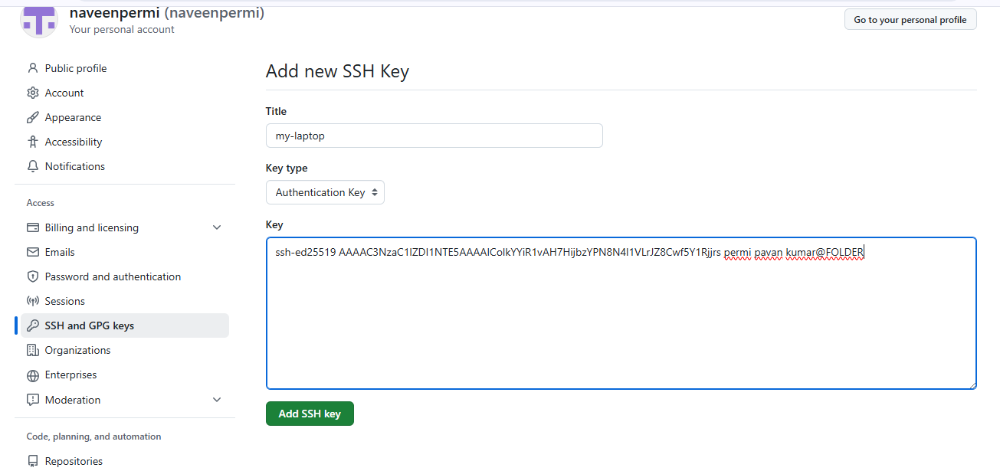 naveenpermi (naveenpermi)
Your personal account
Go to your personal profile
Public profile
Account
Appearance
Accessibility
Notifications
Access
Billing and licensing
Emails
Password and authentication
Sessions
SSH and GPG keys
Organizations
Enterprises
Moderation
Code, planning, and automation
Repositories
Add new SSH Key
Title
my-laptop
Key type
Authentication Key
Key
ssh-ed25519 AAAAC3NzaC1lZDI1NTE5AAAAIColkYYiR1vAH7HijbzYPN8N4I1VLrJZ8Cwf5Y1Rjjrs permi pavan kumar@FOLDER
Add SSH key